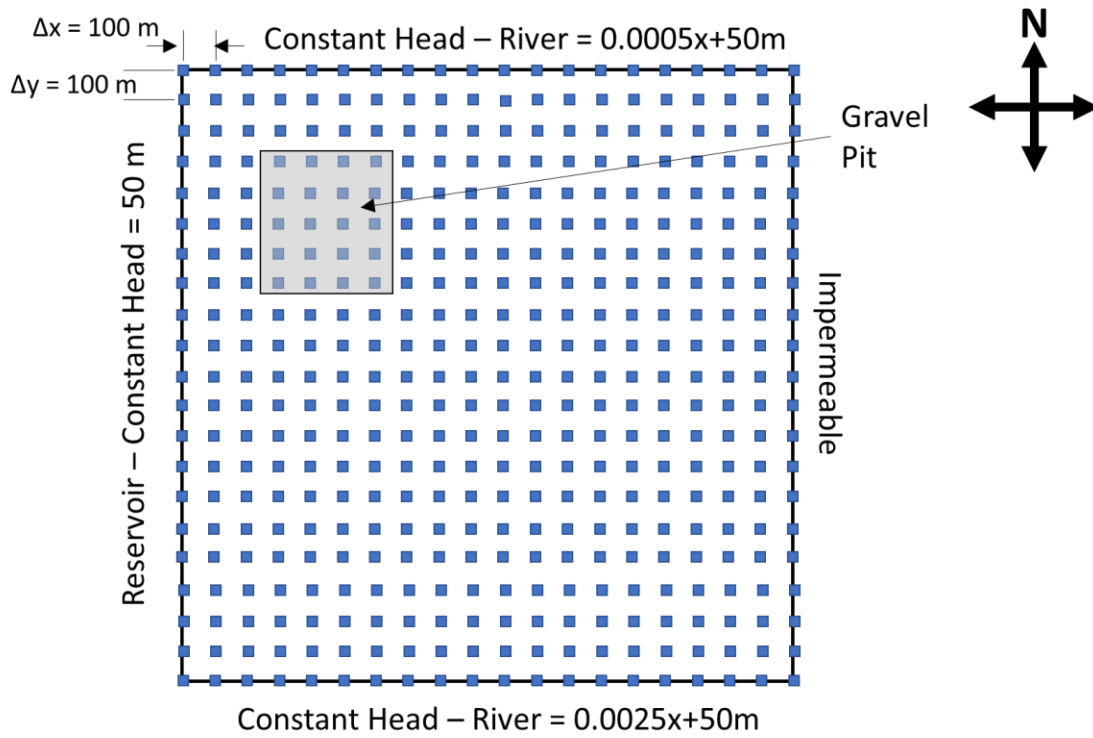 Δx = 100 m
Constant Head – River = 0.0005x+50m
N
Δy = 100 m
Gravel
Pit
Reservoir – Constant Head = 50 m
Impermeable
Constant Head – River = 0.0025x+50m